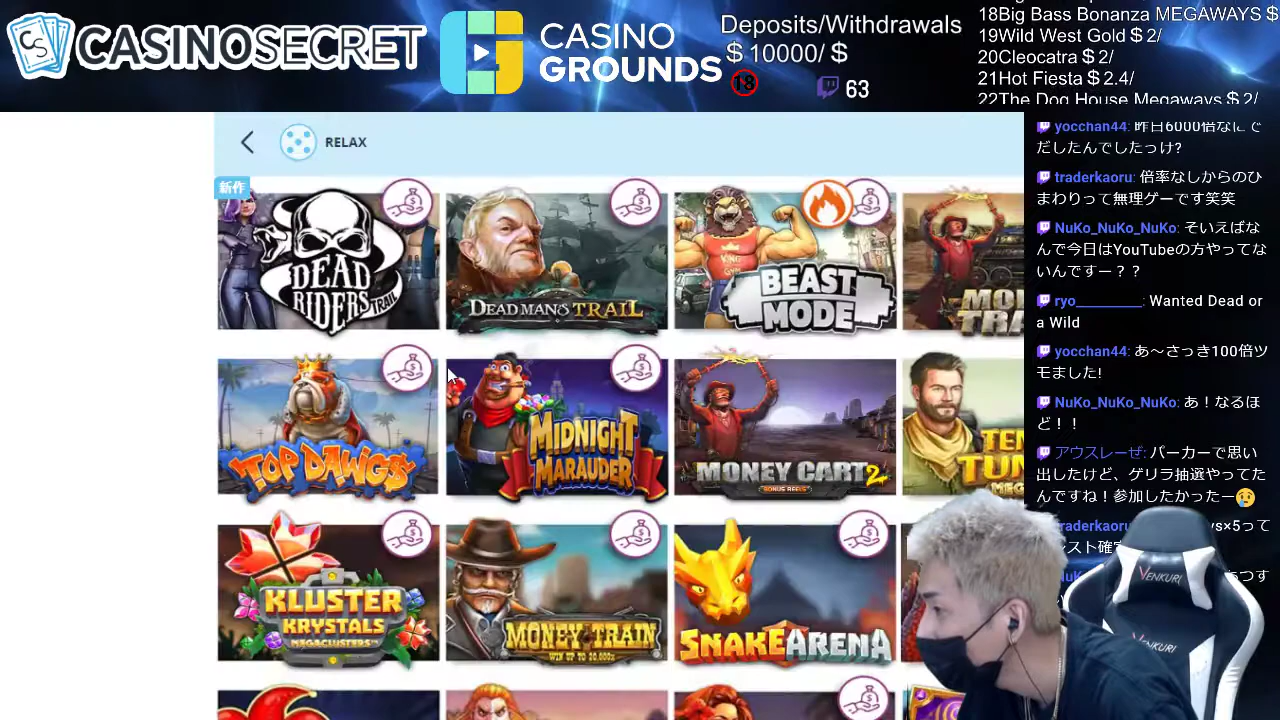 CASINOSECRET
CASINO
GROUNDS
Deposits/Withdrawals
$10000/ $
18
63
18Big Bass Bonanza MEGAWAYS $
19Wild West Gold $ 2/
20Cleocatra $ 2/
21Hot Fiesta $ 2.4/
22The Dog House Megaways $ 2/
RELAX
新作
DEAD
RIDERS
TRAIL
DEAD MAN'S TRAIL
BEAST
MODE
TOP DAWG$
MIDNIGHT
MARAUDER
MONEY CART 2
BONUS REELS
KLUSTER
KRYSTALS
MEGACLUSTERS
MONEY TRAIN
WIN UP TO 20,000x
SNAKE ARENA
yocchan44: 昨日6000倍なにで
だしたんでしたっけ?
traderkaoru: 倍率なしからのひ
まわりって無理ゲーです笑笑
NuKo_NuKo_NuKo: そいえばな
んで今日はYouTubeの方やってな
いんですー？？
ryo_________: Wanted Dead or
a Wild
yocchan44: あ〜さっき100倍ツ
モました!
NuKo_NuKo_NuKo: あ！なるほ
ど！！
アウスレーゼ: パーカーで思い
出したけど、ゲリラ抽選やってた
んですね！参加したかったー😢
VENKURI
VENKURI